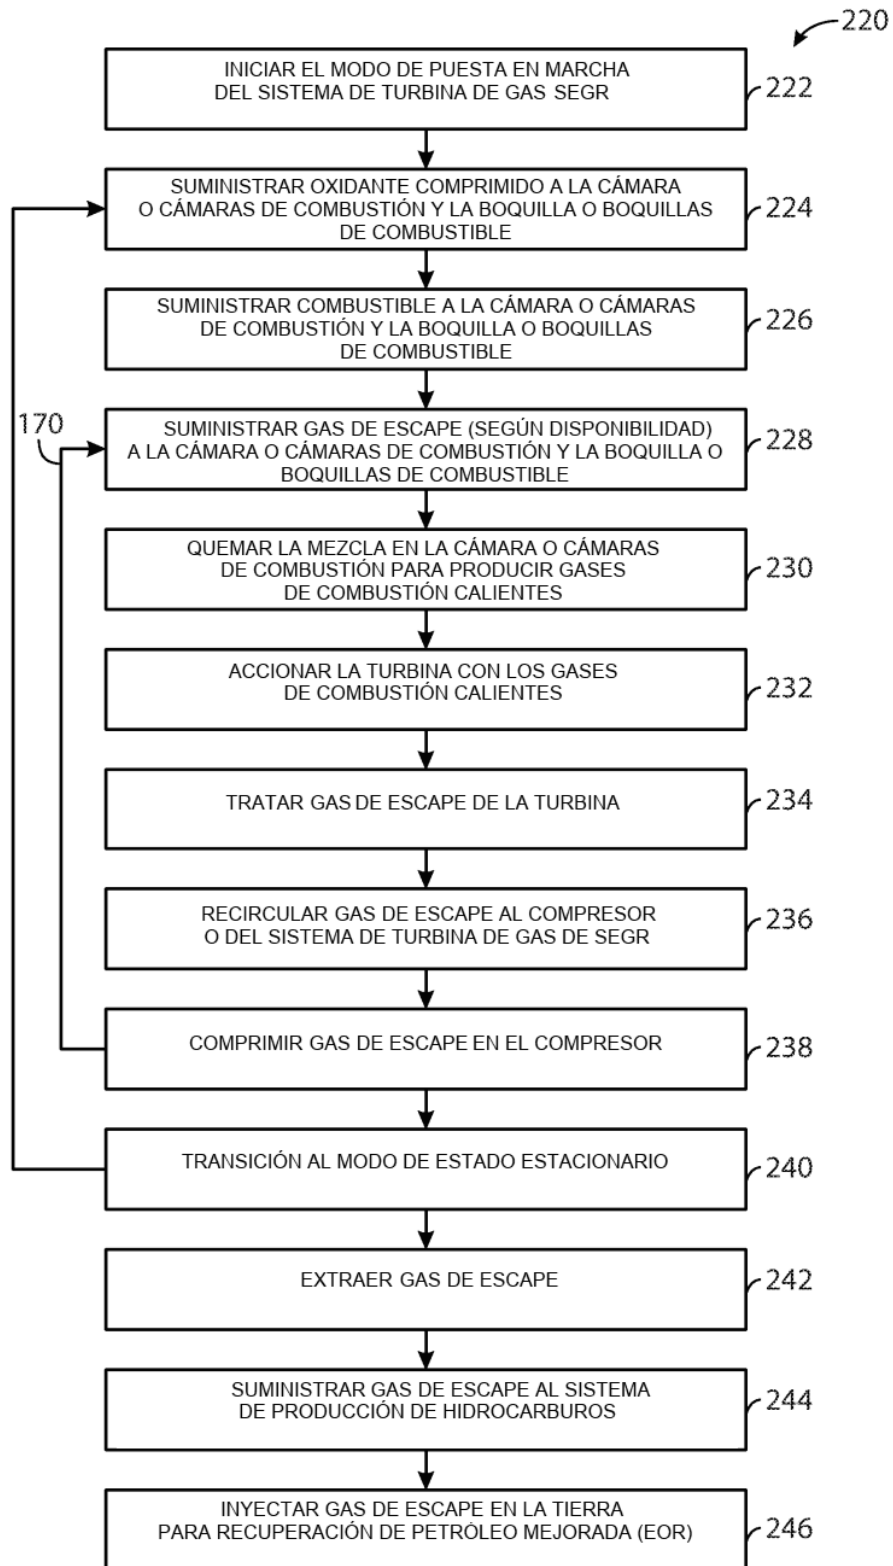 220
INICIAR EL MODO DE PUESTA EN MARCHA
DEL SISTEMA DE TURBINA DE GAS SEGR
222
SUMINISTRAR OXIDANTE COMPRIMIDO A LA CÁMARA
O CÁMARAS DE COMBUSTIÓN Y LA BOQUILLA O BOQUILLAS
DE COMBUSTIBLE
224
SUMINISTRAR COMBUSTIBLE A LA CÁMARA O CÁMARAS
DE COMBUSTIÓN Y LA BOQUILLA O BOQUILLAS
DE COMBUSTIBLE
226
170
SUMINISTRAR GAS DE ESCAPE (SEGÚN DISPONIBILIDAD)
A LA CÁMARA O CÁMARAS DE COMBUSTIÓN Y LA BOQUILLA O
BOQUILLAS DE COMBUSTIBLE
228
QUEMAR LA MEZCLA EN LA CÁMARA O CÁMARAS
DE COMBUSTIÓN PARA PRODUCIR GASES
DE COMBUSTIÓN CALIENTES
230
ACCIONAR LA TURBINA CON LOS GASES
DE COMBUSTIÓN CALIENTES
232
TRATAR GAS DE ESCAPE DE LA TURBINA
234
RECIRCULAR GAS DE ESCAPE AL COMPRESOR
O DEL SISTEMA DE TURBINA DE GAS DE SEGR
236
COMPRIMIR GAS DE ESCAPE EN EL COMPRESOR
238
TRANSICIÓN AL MODO DE ESTADO ESTACIONARIO
240
EXTRAER GAS DE ESCAPE
242
SUMINISTRAR GAS DE ESCAPE AL SISTEMA
DE PRODUCCIÓN DE HIDROCARBUROS
244
INYECTAR GAS DE ESCAPE EN LA TIERRA
PARA RECUPERACIÓN DE PETRÓLEO MEJORADA (EOR)
246